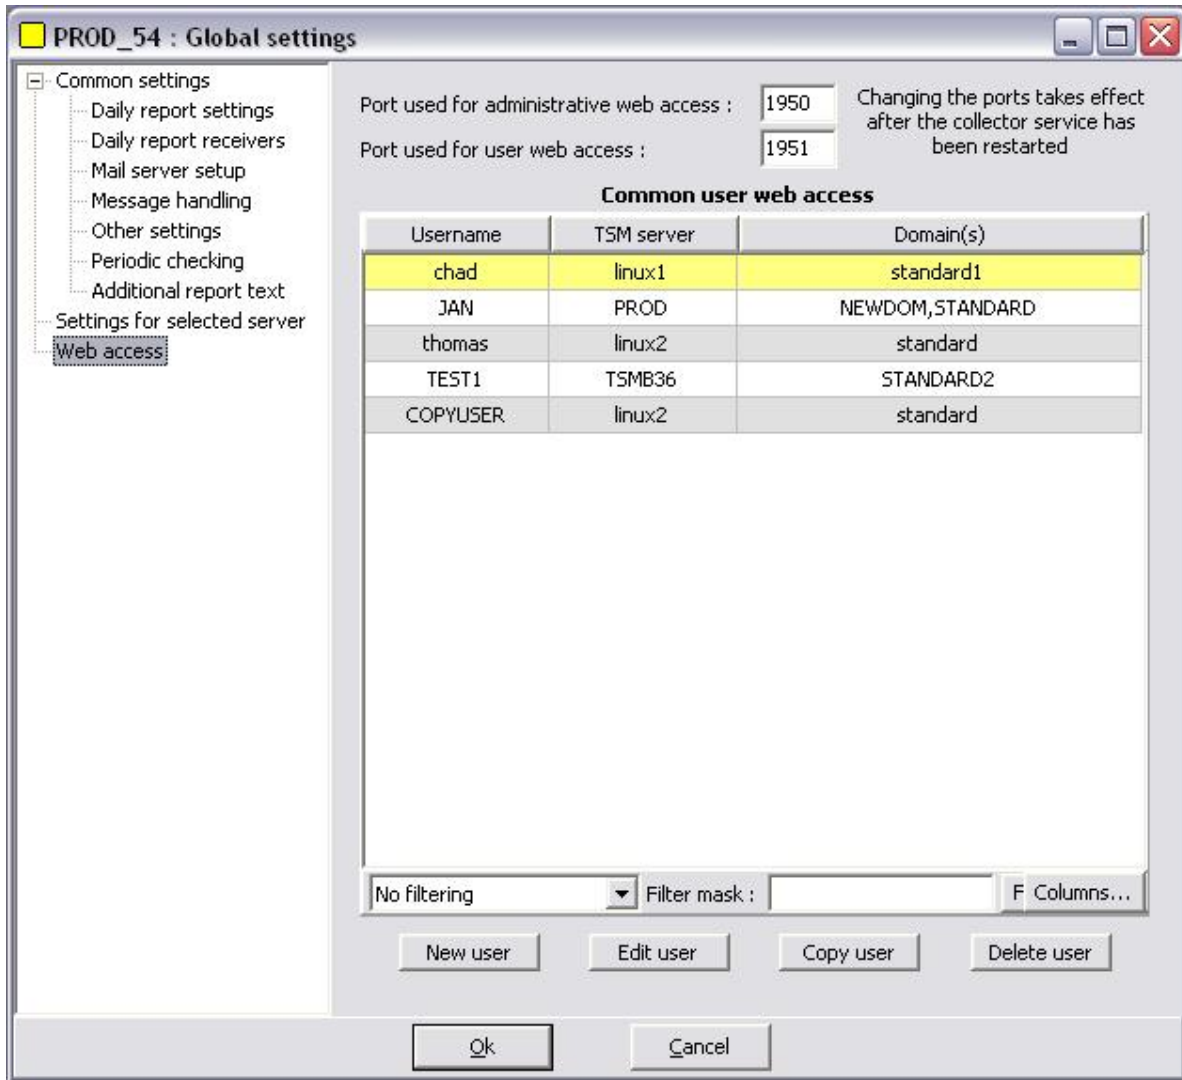 PROD_54 : Global settings
Common settings
Daily report settings
Daily report receivers
Mail server setup
Message handling
Other settings
Periodic checking
Additional report text
Settings for selected server
Web access
Port used for administrative web access : 1950
Port used for user web access : 1951
Changing the ports takes effect
after the collector service has
been restarted
Common user web access
Username TSM server Domain(s)
chad linux1 standard1
JAN PROD NEWDOM,STANDARD
thomas linux2 standard
TEST1 TSMB36 STANDARD2
COPYUSER linux2 standard
No filtering Filter mask : F Columns...
New user Edit user Copy user Delete user
Ok Cancel